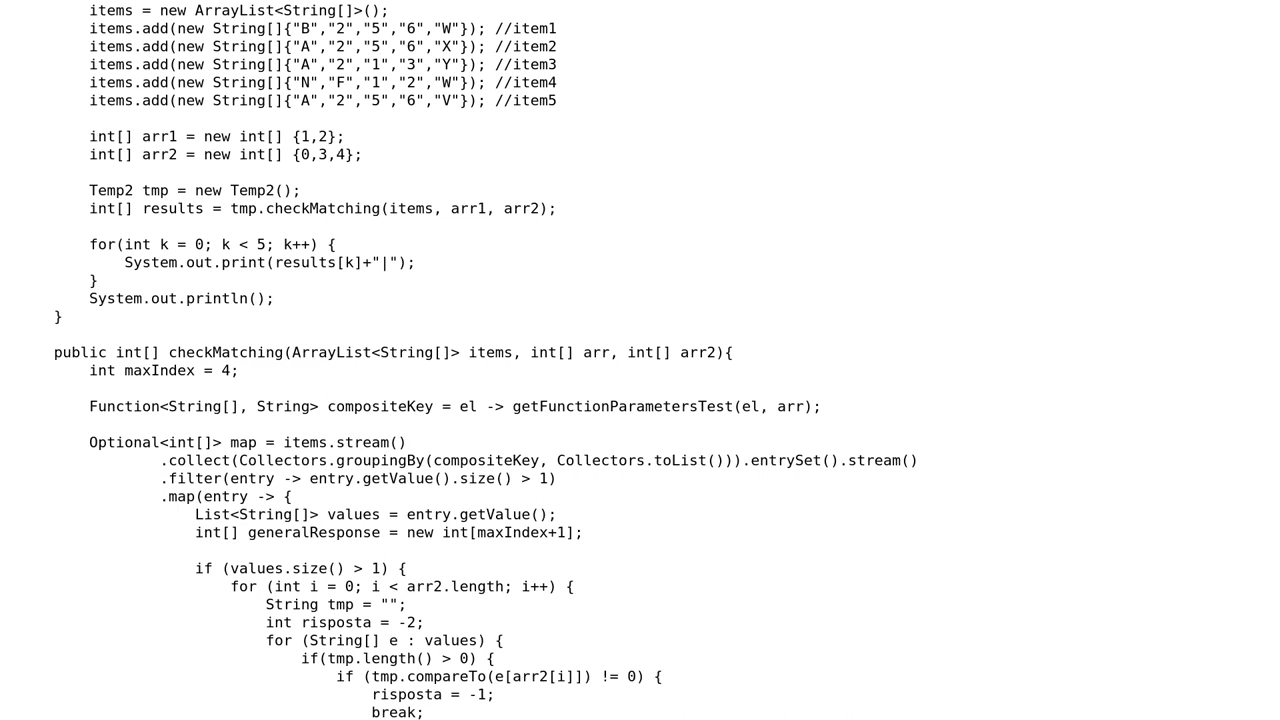 items = new ArrayList<String[]>();
items.add(new String[]{"B","2","5","6","W"}); //item1
items.add(new String[]{"A","2","5","6","X"}); //item2
items.add(new String[]{"A","2","1","3","Y"}); //item3
items.add(new String[]{"N","F","1","2","W"}); //item4
items.add(new String[]{"A","2","5","6","V"}); //item5
int[] arr1 = new int[] {1,2};
int[] arr2 = new int[] {0,3,4};
Temp2 tmp = new Temp2();
int[] results = tmp.checkMatching(items, arr1, arr2);
for(int k = 0; k < 5; k++) {
System.out.print(results[k]+"|");
}
System.out.println();
}
public int[] checkMatching(ArrayList<String[]> items, int[] arr, int[] arr2){
int maxIndex = 4;
Function<String[], String> compositeKey = el -> getFunctionParametersTest(el, arr);
Optional<int[]> map = items.stream()
.collect(Collectors.groupingBy(compositeKey, Collectors.toList())).entrySet().stream()
.filter(entry -> entry.getValue().size() > 1)
.map(entry -> {
List<String[]> values = entry.getValue();
int[] generalResponse = new int[maxIndex+1];
if (values.size() > 1) {
for (int i = 0; i < arr2.length; i++) {
String tmp = "";
int risposta = -2;
for (String[] e : values) {
if(tmp.length() > 0) {
if (tmp.compareTo(e[arr2[i]]) != 0) {
risposta = -1;
break;